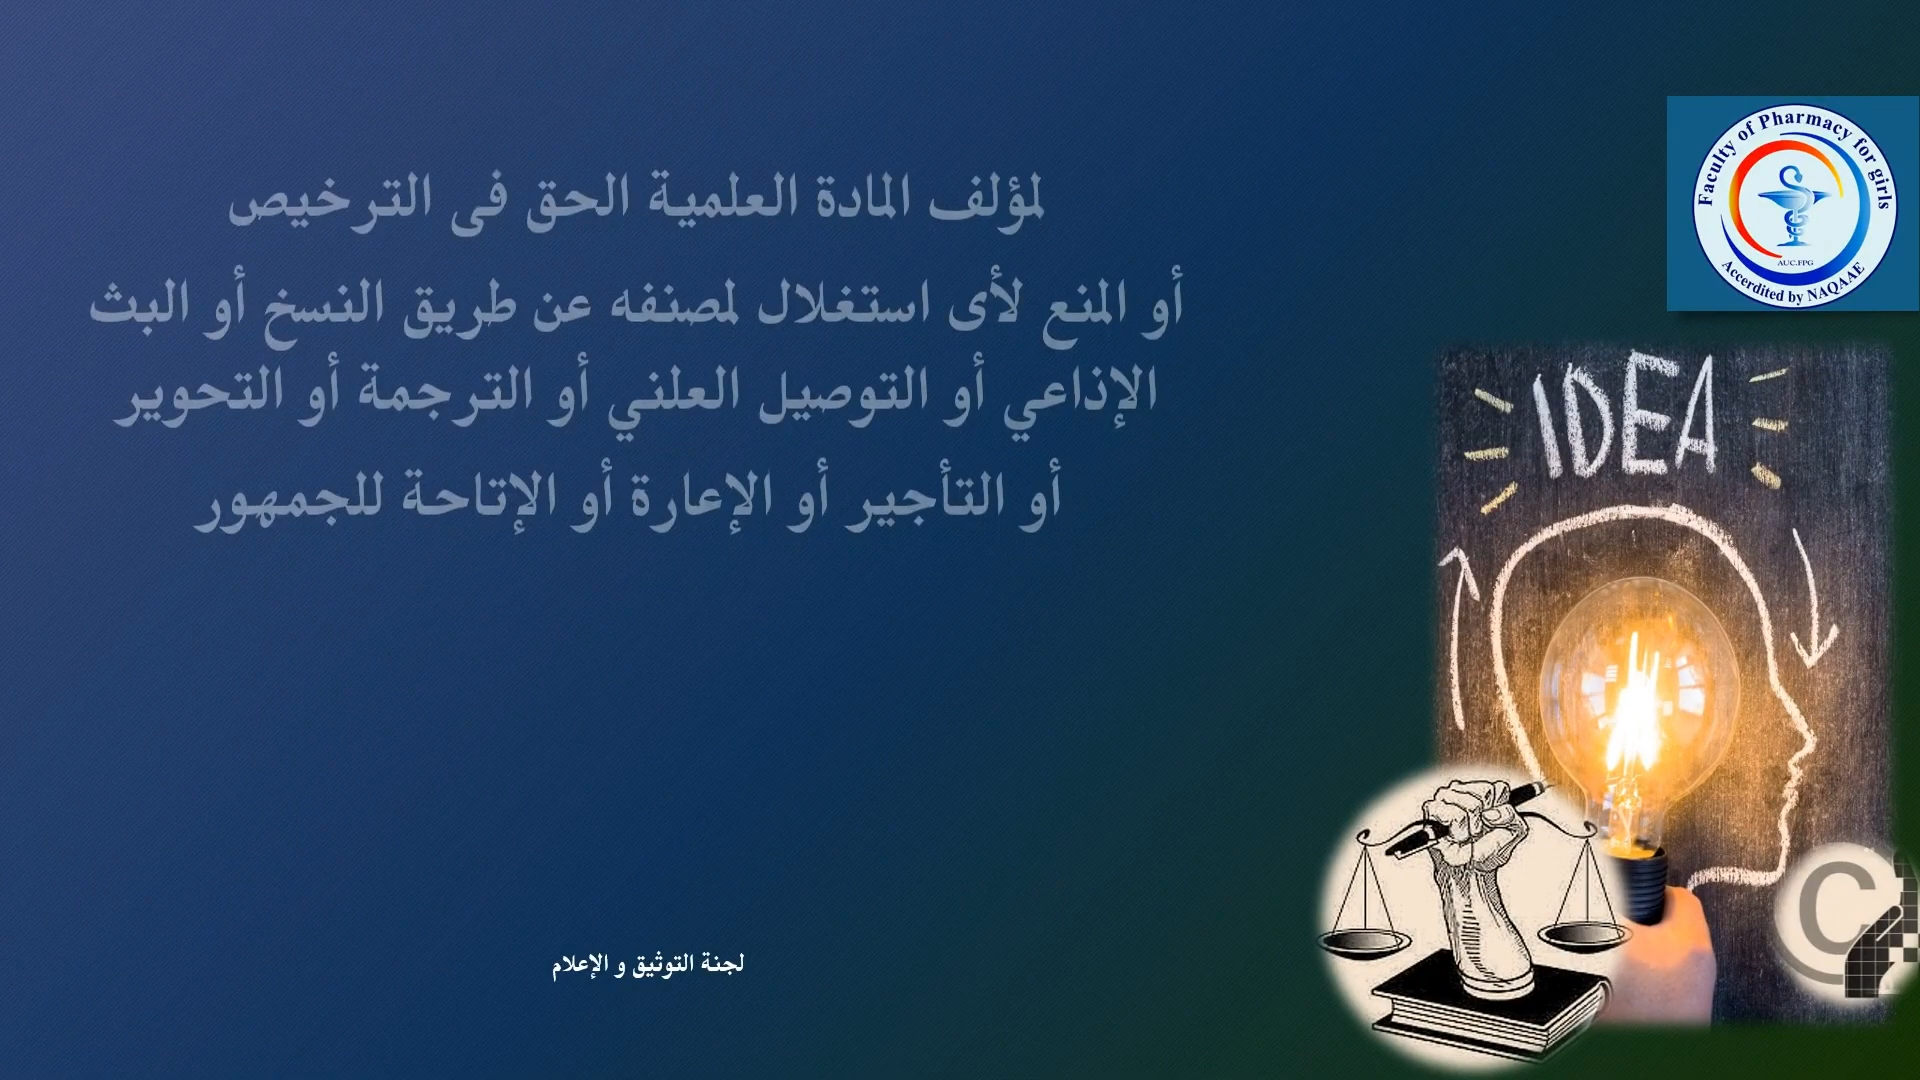 لمؤلف المادة العلمية الحق فى الترخيص
أو المنع لأى استغلال لمصنفه عن طريق النسخ أو البث
الإذاعي أو التوصيل العلني أو الترجمة أو التحوير
أو التأجير أو الإعارة أو الإتاحة للجمهور
لجنة التوثيق و الإعلام
Faculty of Pharmacy for girls
AUC.FPG
Accerdited by NAQAAE
IDEA
C